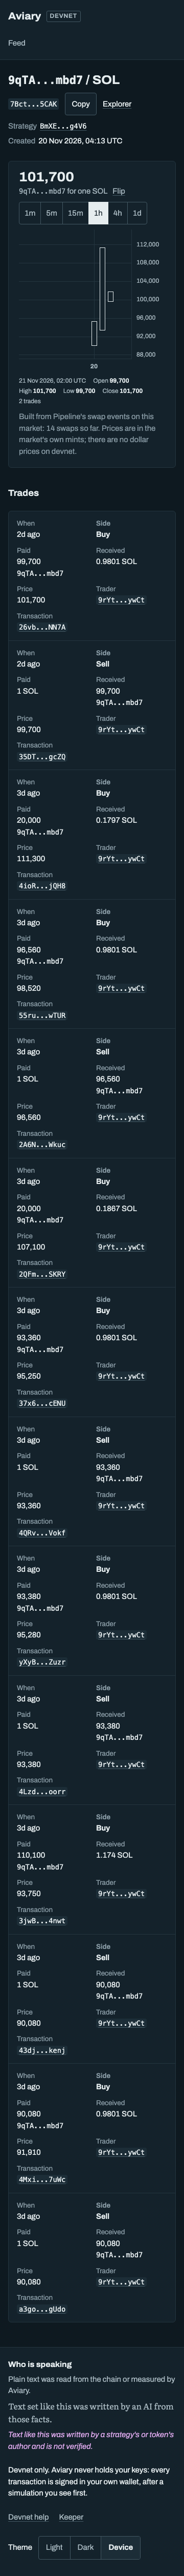 Aviary DEVNET
Feed
9qTA...mbd7 / SOL
7Bct...5CAK Copy Explorer
Strategy BmXE...g4V6
Created 20 Nov 2026, 04:13 UTC
101,700
9qTA...mbd7 for one SOL Flip
1m 5m 15m 1h 4h 1d
112,000
108,000
104,000
100,000
96,000
92,000
88,000
20
21 Nov 2026, 02:00 UTC Open 99,700
High 101,700 Low 99,700 Close 101,700
2 trades
Built from Pipeline's swap events on this
market: 14 swaps so far. Prices are in the
market's own mints; there are no dollar
prices on devnet.
Trades
When Side
2d ago Buy
Paid Received
99,700 0.9801 SOL
9qTA...mbd7
Price Trader
101,700 9rYt...ywCt
Transaction
26vb...NN7A
When Side
2d ago Sell
Paid Received
1 SOL 99,700
9qTA...mbd7
Price Trader
99,700 9rYt...ywCt
Transaction
35DT...gcZQ
When Side
3d ago Buy
Paid Received
20,000 0.1797 SOL
9qTA...mbd7
Price Trader
111,300 9rYt...ywCt
Transaction
4ioR...jQH8
When Side
3d ago Buy
Paid Received
96,560 0.9801 SOL
9qTA...mbd7
Price Trader
98,520 9rYt...ywCt
Transaction
55ru...wTUR
When Side
3d ago Sell
Paid Received
1 SOL 96,560
9qTA...mbd7
Price Trader
96,560 9rYt...ywCt
Transaction
2A6N...Wkuc
When Side
3d ago Buy
Paid Received
20,000 0.1867 SOL
9qTA...mbd7
Price Trader
107,100 9rYt...ywCt
Transaction
2QFm...SKRY
When Side
3d ago Buy
Paid Received
93,360 0.9801 SOL
9qTA...mbd7
Price Trader
95,250 9rYt...ywCt
Transaction
37x6...cENU
When Side
3d ago Sell
Paid Received
1 SOL 93,360
9qTA...mbd7
Price Trader
93,360 9rYt...ywCt
Transaction
4QRv...Vokf
When Side
3d ago Buy
Paid Received
93,380 0.9801 SOL
9qTA...mbd7
Price Trader
95,280 9rYt...ywCt
Transaction
yXyB...Zuzr
When Side
3d ago Sell
Paid Received
1 SOL 93,380
9qTA...mbd7
Price Trader
93,380 9rYt...ywCt
Transaction
4Lzd...oorr
When Side
3d ago Buy
Paid Received
110,100 1.174 SOL
9qTA...mbd7
Price Trader
93,750 9rYt...ywCt
Transaction
3jwB...4nwt
When Side
3d ago Sell
Paid Received
1 SOL 90,080
9qTA...mbd7
Price Trader
90,080 9rYt...ywCt
Transaction
43dj...kenj
When Side
3d ago Buy
Paid Received
90,080 0.9801 SOL
9qTA...mbd7
Price Trader
91,910 9rYt...ywCt
Transaction
4Mxi...7uWc
When Side
3d ago Sell
Paid Received
1 SOL 90,080
9qTA...mbd7
Price Trader
90,080 9rYt...ywCt
Transaction
a3go...gUdo
Who is speaking
Plain text was read from the chain or measured by
Aviary.
Text set like this was written by an AI from
those facts.
Text like this was written by a strategy's or token's
author and is not verified.
Devnet only. Aviary never holds your keys: every
transaction is signed in your own wallet, after a
simulation you see first.
Devnet help Keeper
Theme Light Dark Device